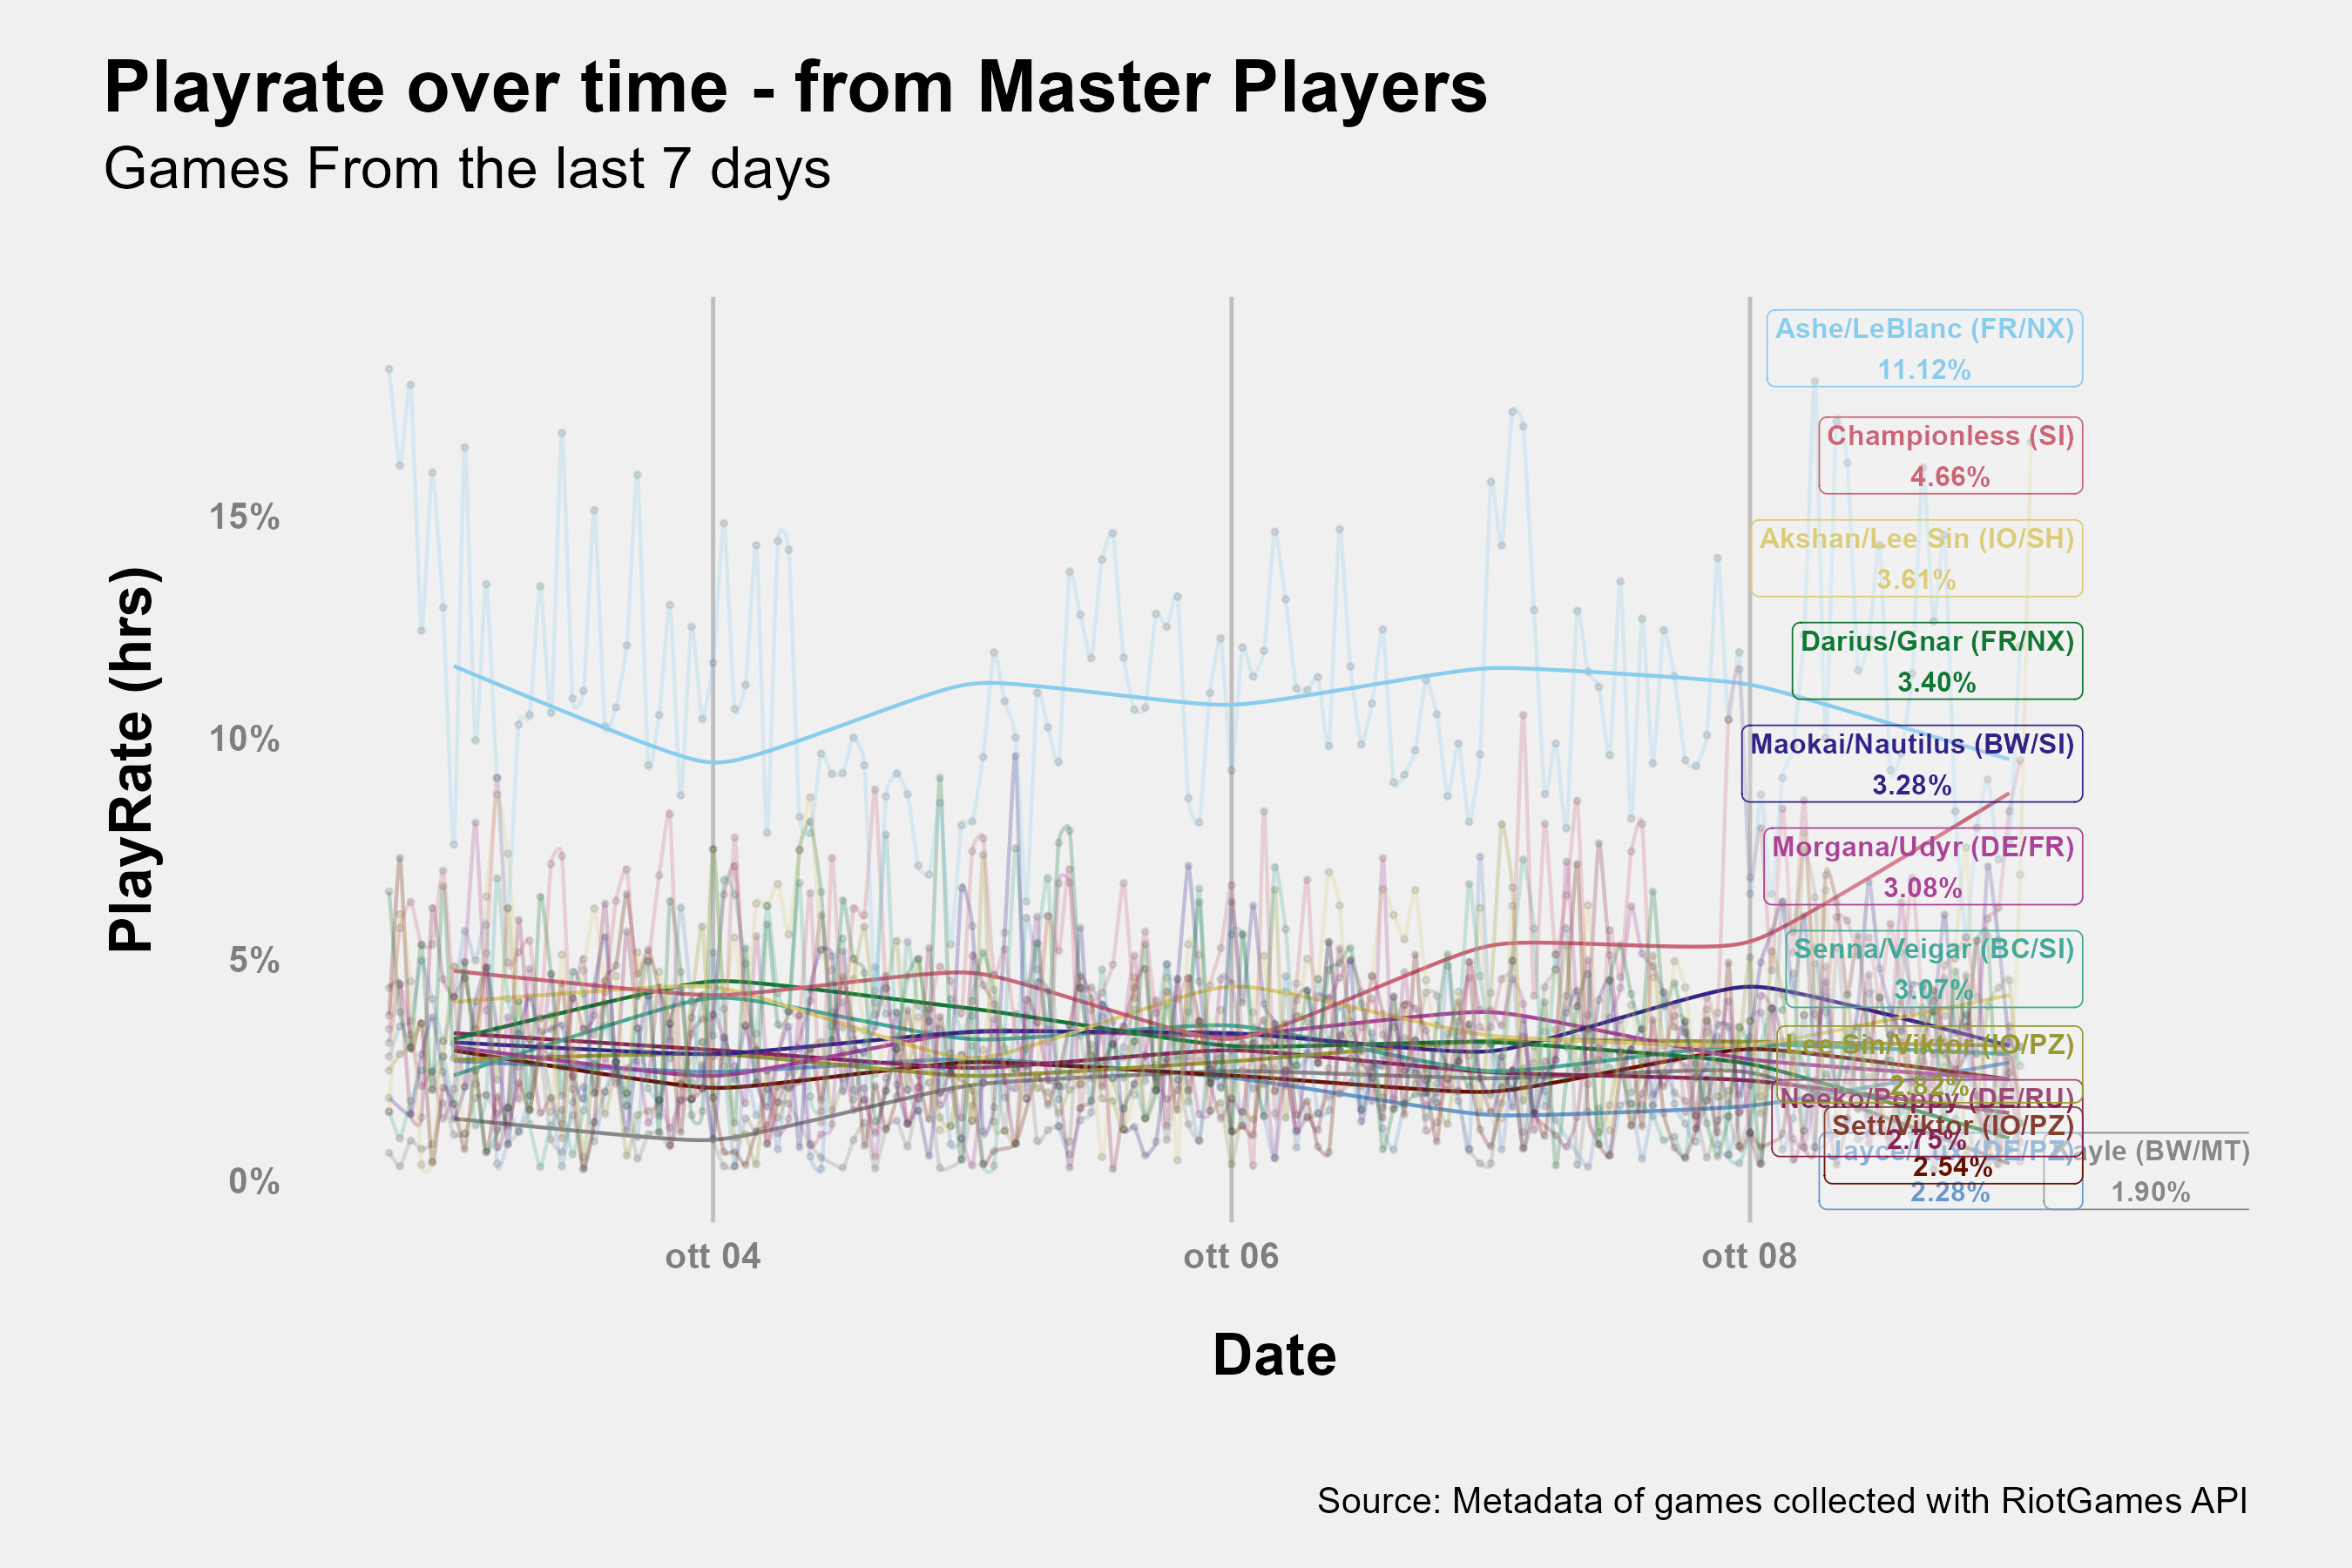 Playrate over time - from Master Players
Games From the last 7 days
PlayRate (hrs)
15%
10%
5%
0%
Ashe/LeBlanc (FR/NX)
11.12%
Championless (SI)
4.66%
Akshan/Lee Sin (IO/SH)
3.61%
Darius/Gnar (FR/NX)
3.40%
Maokai/Nautilus (BW/SI)
3.28%
Morgana/Udyr (DE/FR)
3.08%
Senna/Veigar (BC/SI)
3.07%
Lee Sin/Viktor (IO/PZ)
2.82%
Neeko/Poppy (DE/RU)
2.75%
Sett/Viktor (IO/PZ)
2.54%
(DE/PZ)
2.28%
(BW/MT)
1.90%
ott 04
ott 06
ott 08
Date
Source: Metadata of games collected with RiotGames API